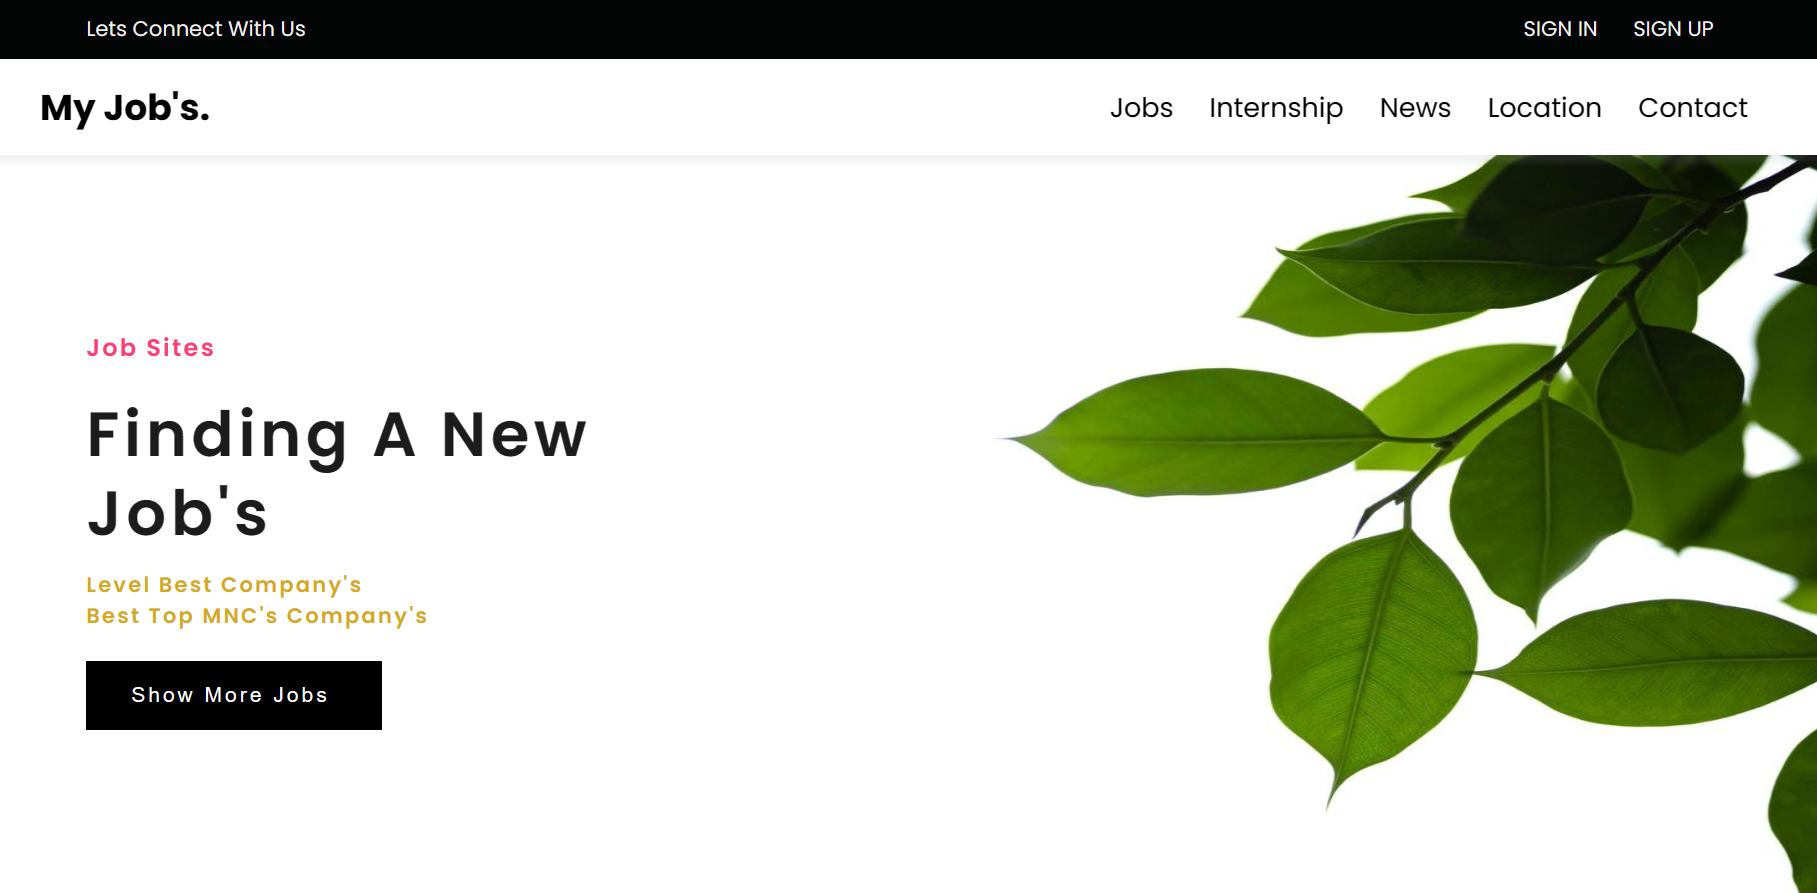 Lets Connect With Us
SIGN IN SIGN UP
My Job's.
Jobs Internship News Location Contact
Job Sites
Finding A New
Job's
Level Best Company's
Best Top MNC's Company's
Show More Jobs